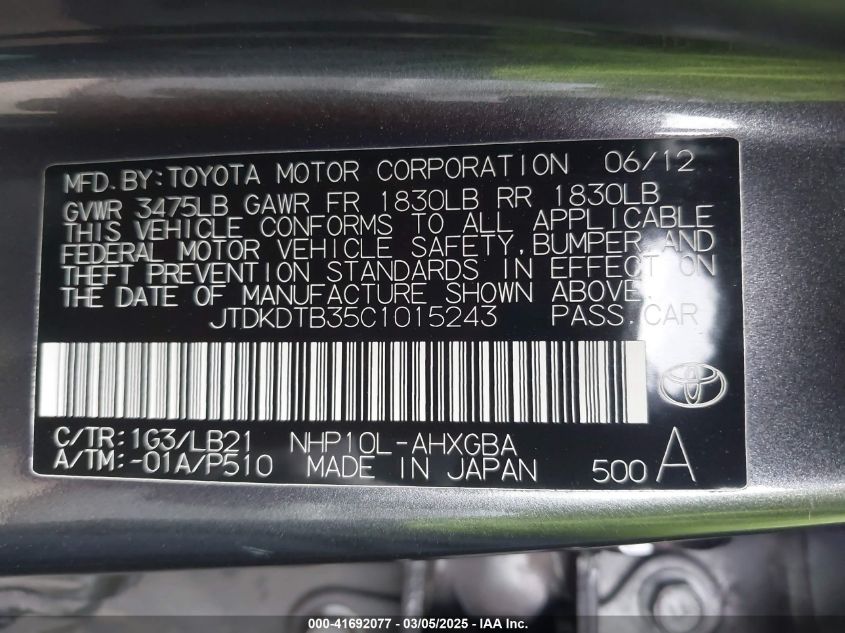 MFD.BY:TOYOTA MOTOR CORPORATION 06/12
GVWR 3475LB GAWR FR 1830LB RR 1830LB
THIS VEHICLE CONFORMS TO ALL APPLICABLE
FEDERAL MOTOR VEHICLE SAFETY,BUMPER AND
THEFT PREVENTION STANDARDS IN EFFECT ON
THE DATE OF MANUFACTURE SHOWN ABOVE.
JTDKDTB35C1015243 PASS.CAR
C/TR:1G3/LB21 NHP10L-AHXGBA
A/TM:-01A/P510 MADE IN JAPAN 500 A
000-41692077 - 03/05/2025 - IAA Inc.